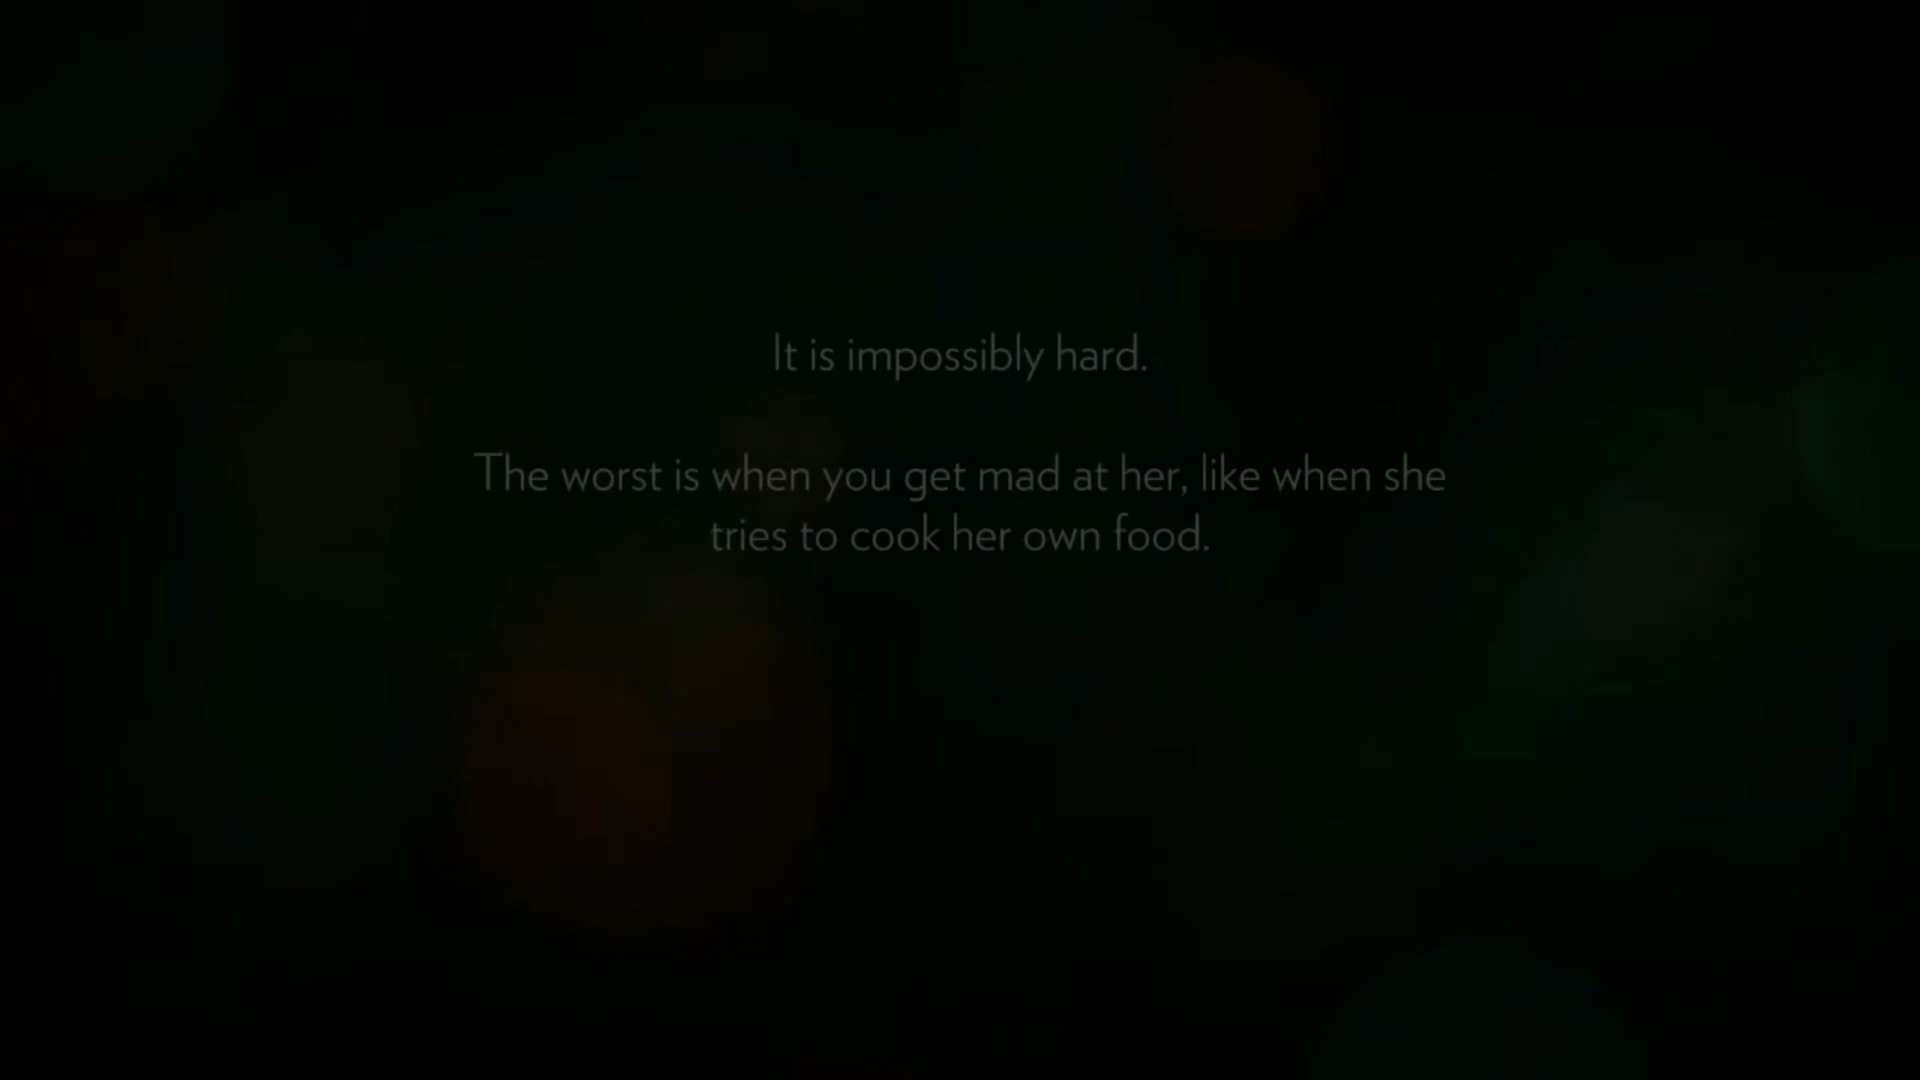 It is impossibly hard.
The worst is when you get mad at her, like when she
tries to cook her own food.